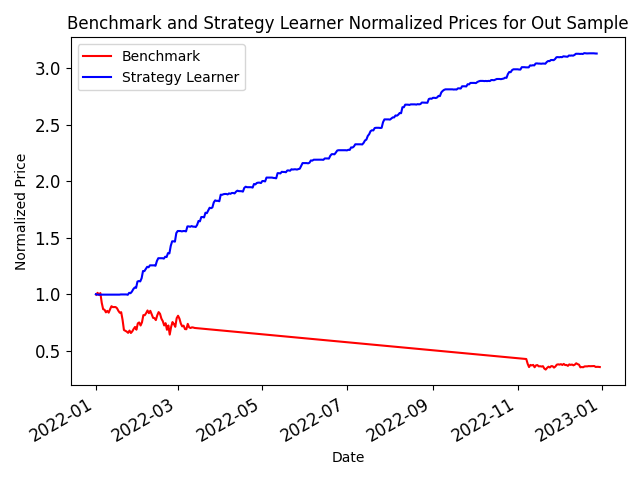 Benchmark and Strategy Learner Normalized Prices for Out Sample
Benchmark
Strategy Learner
Normalized Price
3.0
2.5
2.0
1.5
1.0
0.5
2022-01
2022-03
2022-05
2022-07
2022-09
2022-11
2023-01
Date